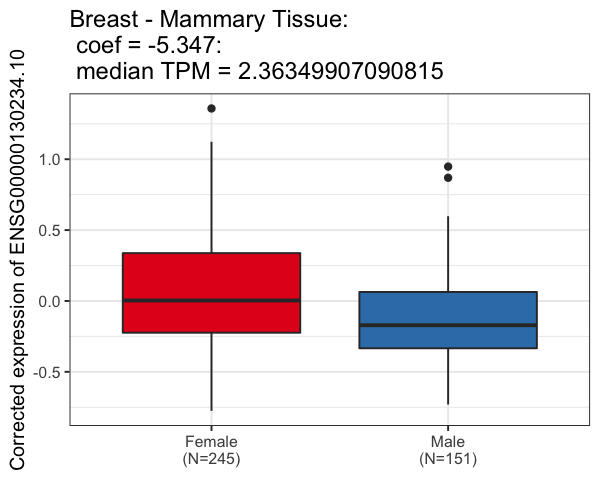 Breast - Mammary Tissue:
coef = -5.347:
median TPM = 2.36349907090815
Corrected expression of ENSG00000130234.10
1.0
0.5
0.0
-0.5
Female
(N=245)
Male
(N=151)